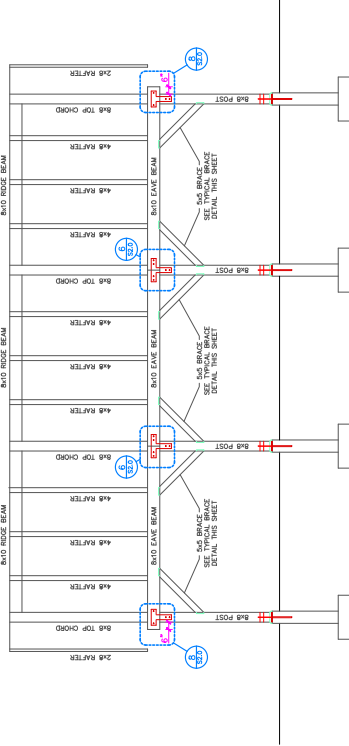 2x8 RAFTER
8x8 TOP CHORD
4x8 RAFTER
4x8 RAFTER
4x8 RAFTER
8x8 TOP CHORD
4x8 RAFTER
4x8 RAFTER
4x8 RAFTER
8x8 TOP CHORD
4x8 RAFTER
4x8 RAFTER
4x8 RAFTER
8x8 TOP CHORD
2x8 RAFTER
8x10 RIDGE BEAM
8x10 RIDGE BEAM
8x10 RIDGE BEAM
8x10 EAVE BEAM
8x10 EAVE BEAM
8x10 EAVE BEAM
8
S2.0
6"
6
S2.0
6
S2.0
8
S2.0
6"
5x5 BRACE
SEE TYPICAL BRACE
DETAIL THIS SHEET
5x5 BRACE
SEE TYPICAL BRACE
DETAIL THIS SHEET
5x5 BRACE
SEE TYPICAL BRACE
DETAIL THIS SHEET
8x8 POST
8x8 POST
8x8 POST
8x8 POST